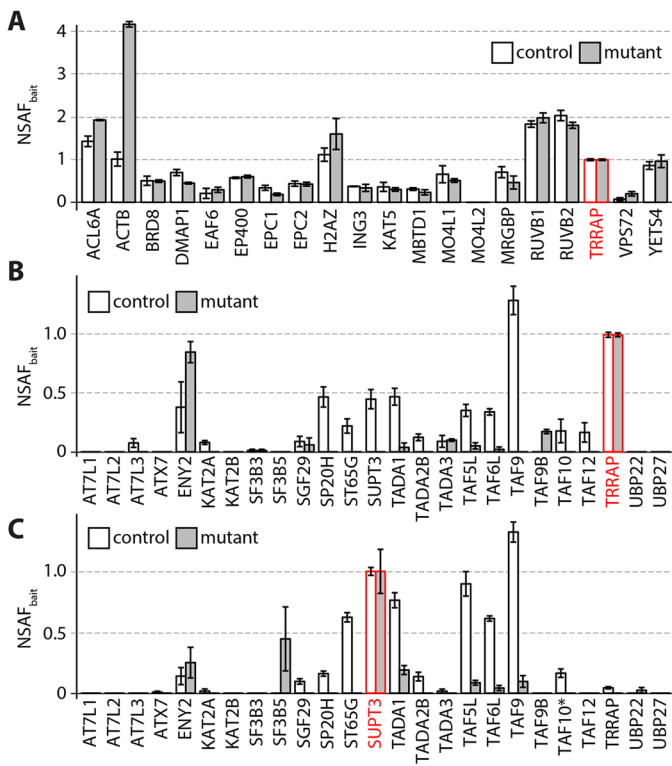 A
NSAFbait
4
3
2
1
0
control mutant
ACL6A ACTB BRD8 DMAP1 EAF6 EP400 EPC1 EPC2 H2AZ ING3 KAT5 MBTD1 MO4L1 MO4L2 MRGBP RUVB1 RUVB2 TRRAP VPS72 YETS4
B
NSAFbait
control mutant
1.0
0.5
0
AT7L1 AT7L2 AT7L3 ATX7 ENY2 KAT2A KAT2B SF3B3 SF3B5 SGF29 SP20H ST65G SUPT3 TADA1 TADA2B TADA3 TAF5L TAF6L TAF9 TAF9B TAF10 TAF12 TRRAP UBP22 UBP27
C
NSAFbait
control mutant
1.0
0.5
0
AT7L1 AT7L2 AT7L3 ATX7 ENY2 KAT2A KAT2B SF3B3 SF3B5 SGF29 SP20H ST65G SUPT3 TADA1 TADA2B TADA3 TAF5L TAF6L TAF9 TAF9B TAF10* TAF12 TRRAP UBP22 UBP27